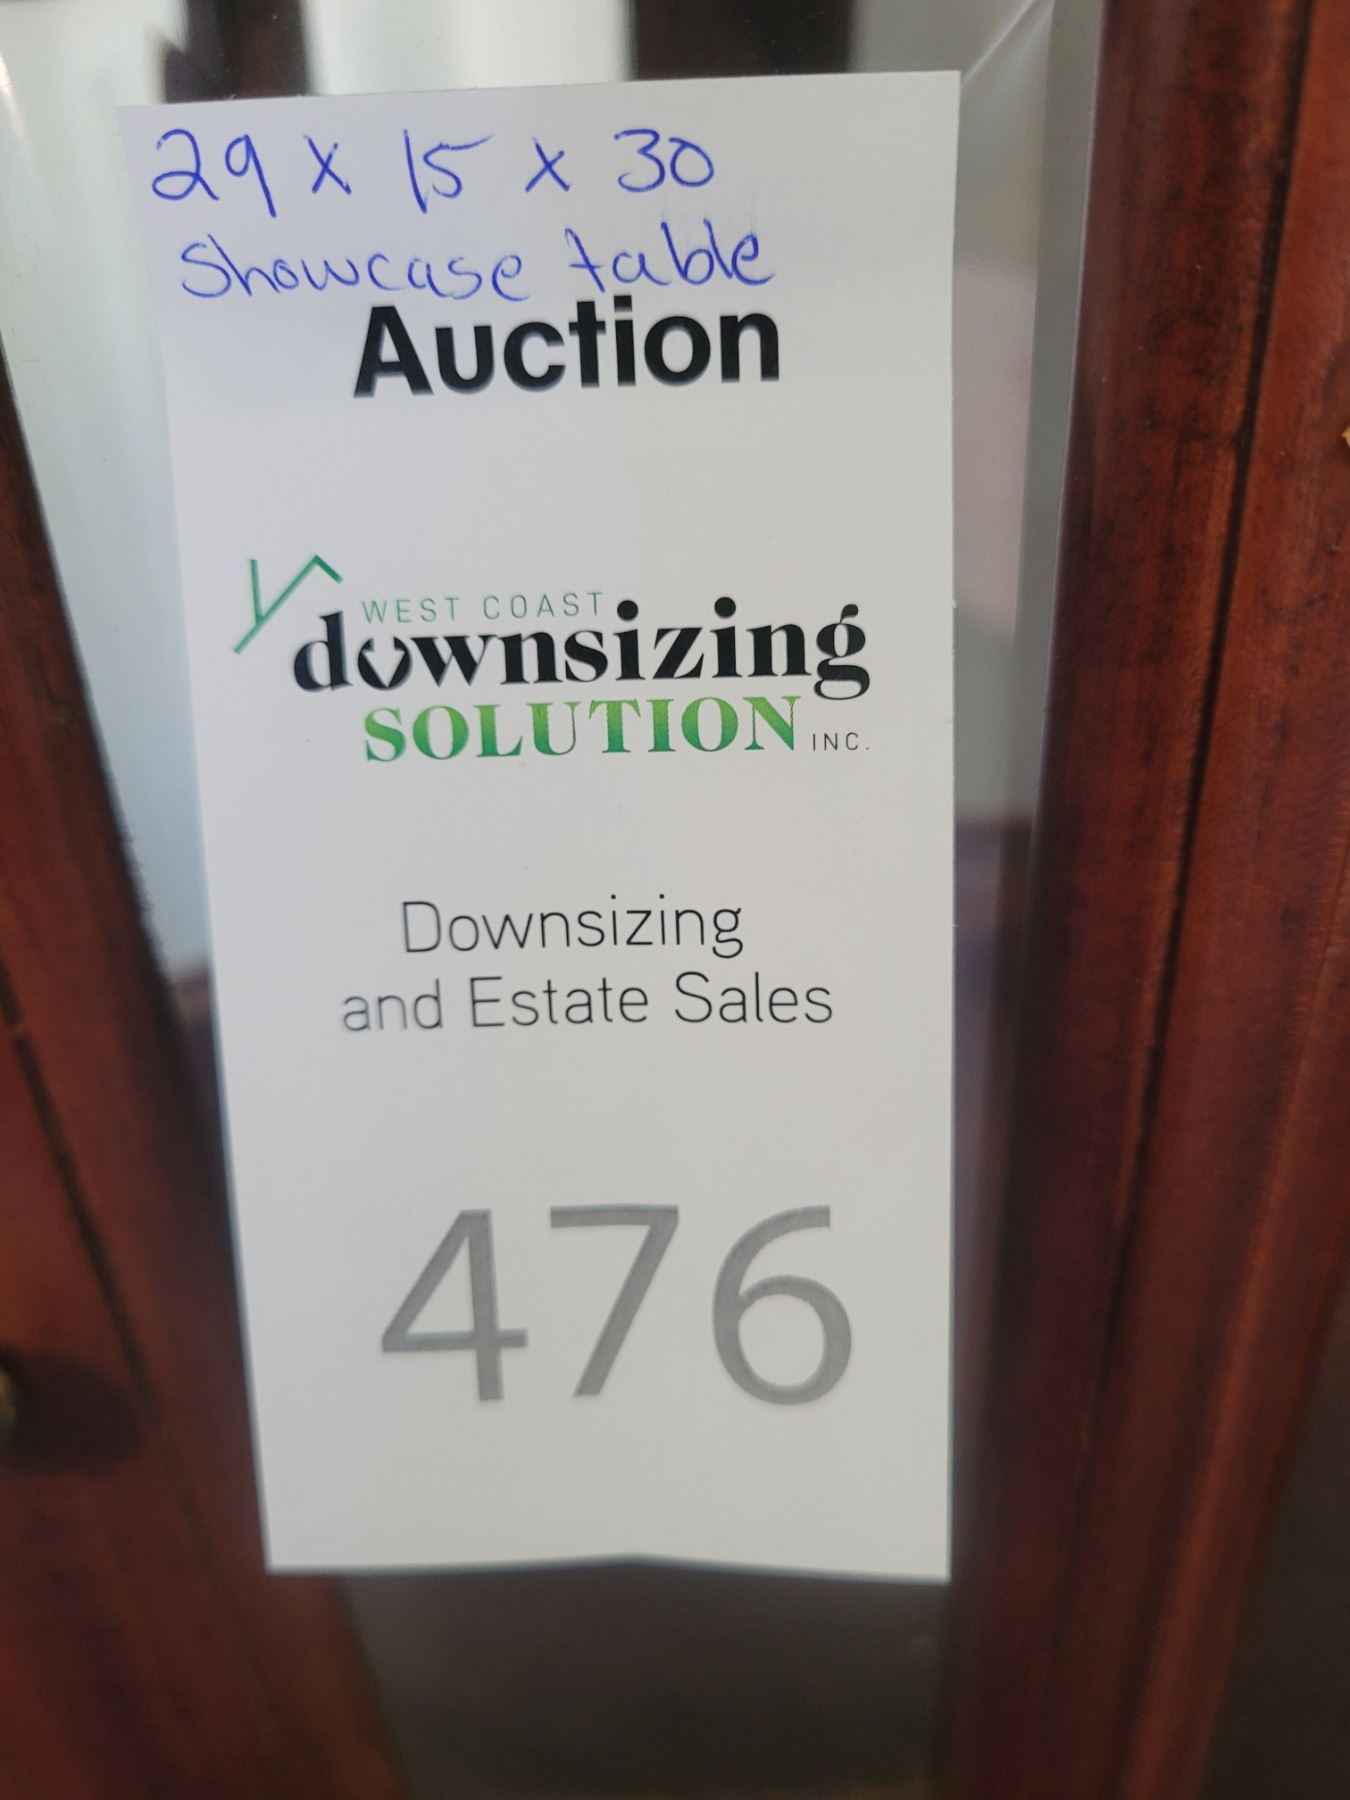 29 x 15 x 30
Showcase table
Auction
WEST COAST
downsizing
SOLUTION INC.
Downsizing
and Estate Sales
476